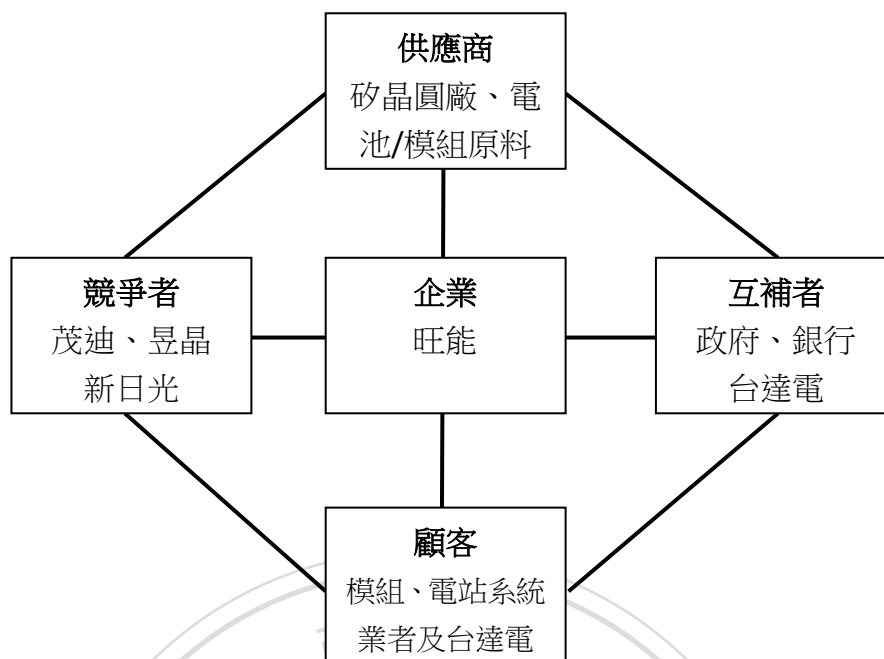 供應商
矽晶圓廠、電
池/模組原料
競爭者
茂迪、昱晶
新日光
企業
旺能
互補者
政府、銀行
台達電
顧客
模組、電站系統
業者及台達電